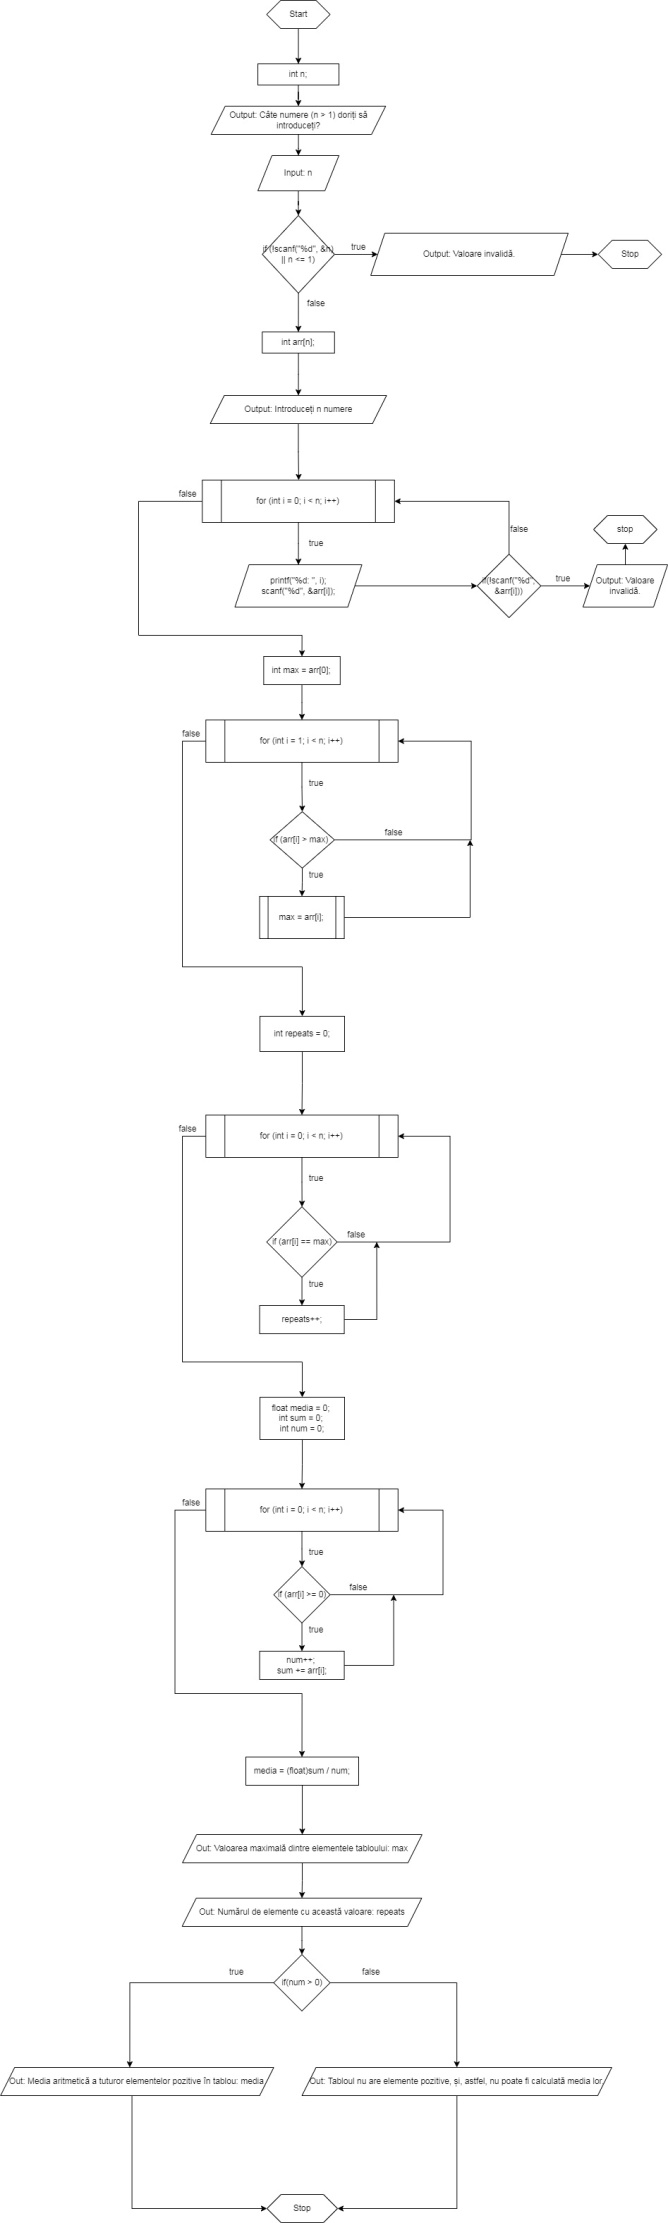 Start
int n;
Output: Câte numere (n > 1) doriți să
introduceți?
Input: n
if (!scanf("%d", &n)
|| n <= 1)
true
Output: Valoare invalidă.
Stop
false
int arr[n];
Output: Introduceți n numere
false
for (int i = 0; i < n; i++)
true
false
stop
printf("%d: ", i);
scanf("%d", &arr[i]);
if(!scanf("%d",
&arr[i]))
true
Output: Valoare
invalidă.
int max = arr[0];
false
for (int i = 1; i < n; i++)
true
if (arr[i] > max)
false
true
max = arr[i];
int repeats = 0;
false
for (int i = 0; i < n; i++)
true
if (arr[i] == max)
false
true
repeats++;
float media = 0;
int sum = 0;
int num = 0;
false
for (int i = 0; i < n; i++)
true
if (arr[i] >= 0)
false
true
num++;
sum += arr[i];
media = (float)sum / num;
Out: Valoarea maximală dintre elementele tabloului: max
Out: Numărul de elemente cu această valoare: repeats
if(num > 0)
true
false
Out: Media aritmetică a tuturor elementelor pozitive în tablou: media
Out: Tabloul nu are elemente pozitive, și, astfel, nu poate fi calculată media lor.
Stop